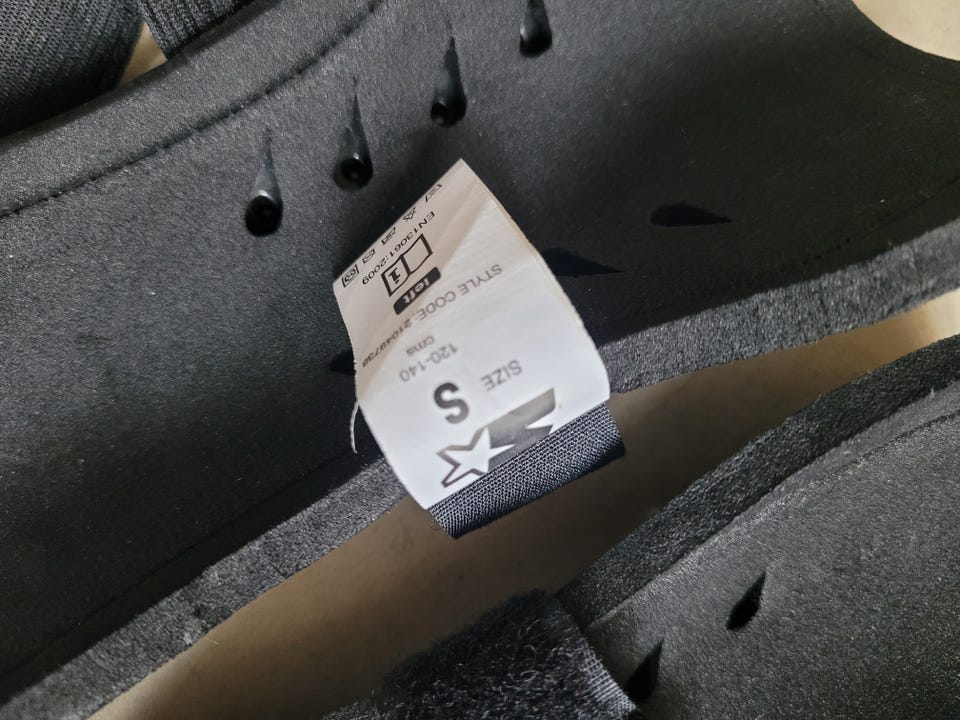 SIZE S
120-140
cms
STYLE CODE: 21049738
left
EN13061:2009